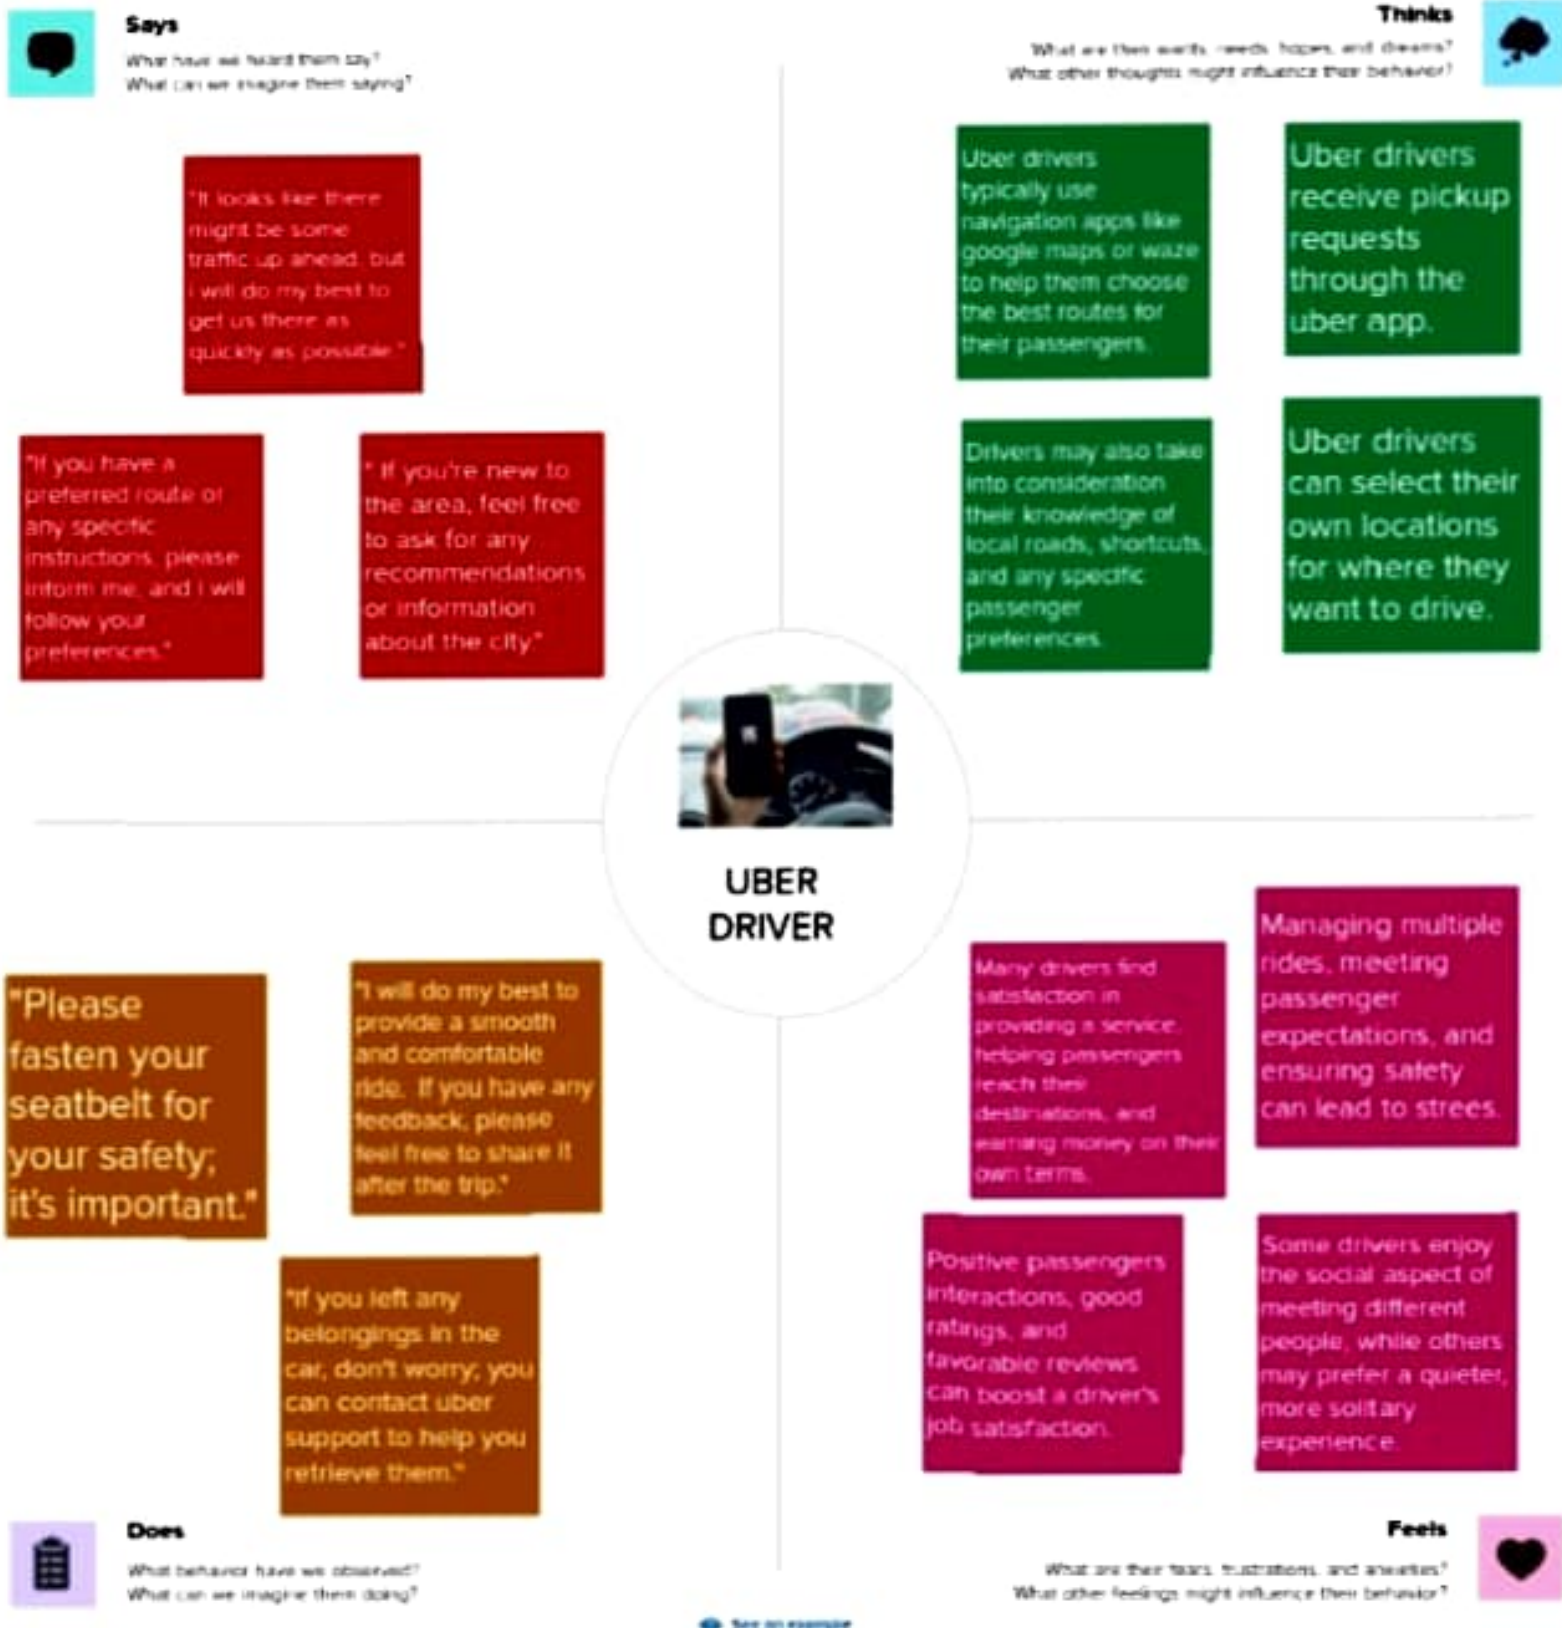 Says
What have we heard them say?
What can we imagine them saying?
Thinks
What are their wants, needs, hopes, and dreams?
What other thoughts might influence their behavior?
"It looks like there
might be some
traffic up ahead, but
i will do my best to
get us there as
quickly as possible."
"If you have a
preferred route or
any specific
instructions, please
inform me, and i will
follow your
preferences."
" If you're new to
the area, feel free
to ask for any
recommendations
or information
about the city."
Uber drivers
typically use
navigation apps like
google maps or waze
to help them choose
the best routes for
their passengers.
Uber drivers
receive pickup
requests
through the
uber app.
Drivers may also take
into consideration
their knowledge of
local roads, shortcuts,
and any specific
passenger
preferences.
Uber drivers
can select their
own locations
for where they
want to drive.
UBER
DRIVER
"Please
fasten your
seatbelt for
your safety;
it's important."
"I will do my best to
provide a smooth
and comfortable
ride. If you have any
feedback, please
feel free to share it
after the trip."
"If you left any
belongings in the
car, don't worry; you
can contact uber
support to help you
retrieve them."
Many drivers find
satisfaction in
providing a service,
helping passengers
reach their
destinations, and
earning money on their
own terms.
Managing multiple
rides, meeting
passenger
expectations, and
ensuring safety
can lead to strees.
Positive passengers
interactions, good
ratings, and
favorable reviews
can boost a driver's
job satisfaction.
Some drivers enjoy
the social aspect of
meeting different
people, while others
may prefer a quieter,
more solitary
experience.
Does
What behavior have we observed?
What can we imagine them doing?
Feels
What are their fears, frustrations, and anxieties?
What other feelings might influence their behavior?
See an example